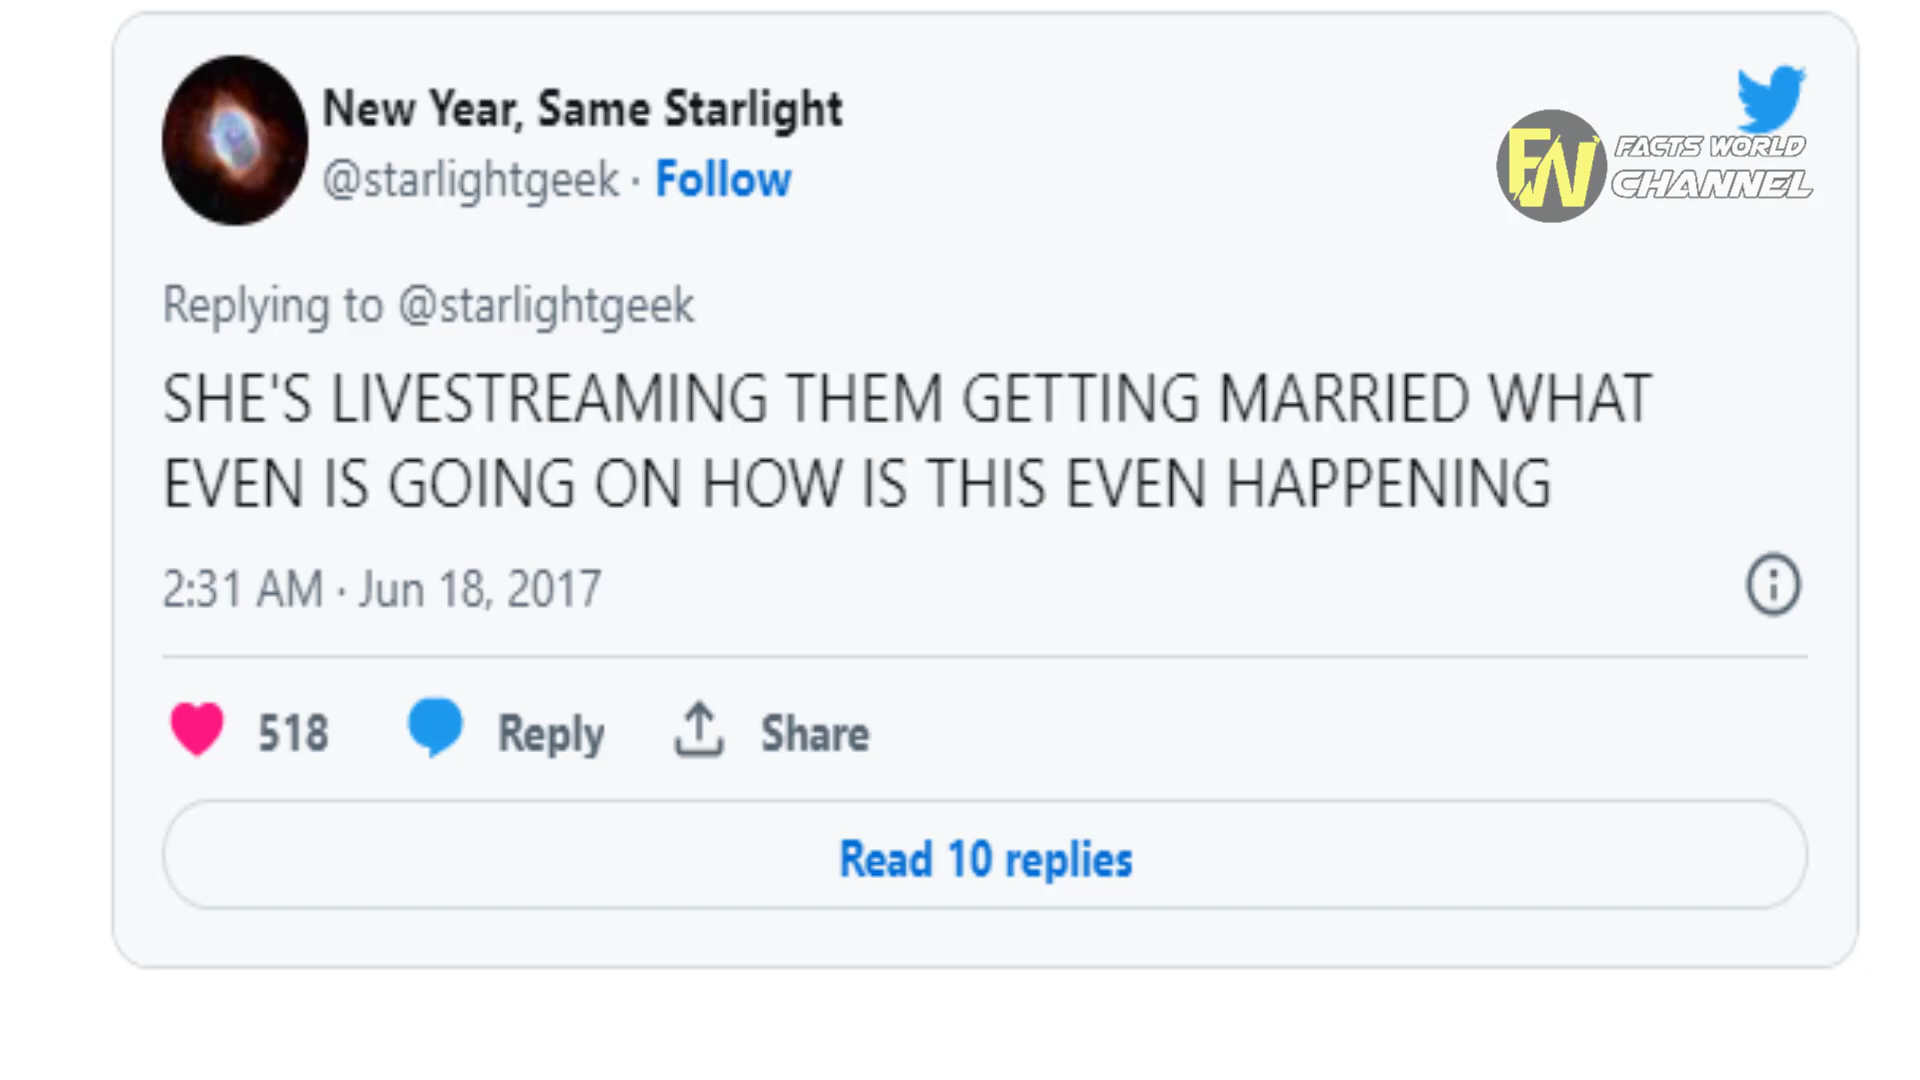 New Year, Same Starlight
@starlightgeek · Follow
FW FACTS WORLD
CHANNEL
Replying to @starlightgeek
SHE'S LIVESTREAMING THEM GETTING MARRIED WHAT
EVEN IS GOING ON HOW IS THIS EVEN HAPPENING
2:31 AM · Jun 18, 2017
518 Reply Share
Read 10 replies